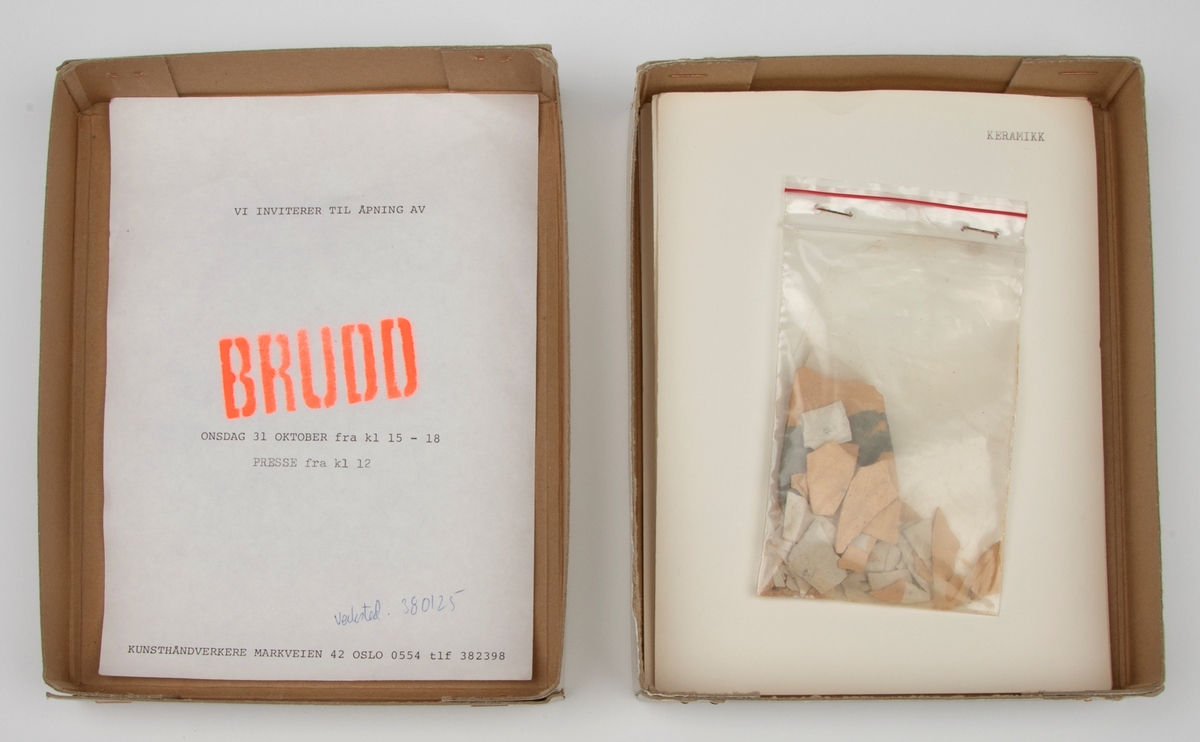 VI INVITERER TIL ÅPNING AV
BRUDD
ONSDAG 31 OKTOBER fra kl 15 - 18
PRESSE fra kl 12
verksted. 380125
KUNSTHÅNDVERKERE MARKVEIEN 42 OSLO 0554 tlf 382398
KERAMIKK